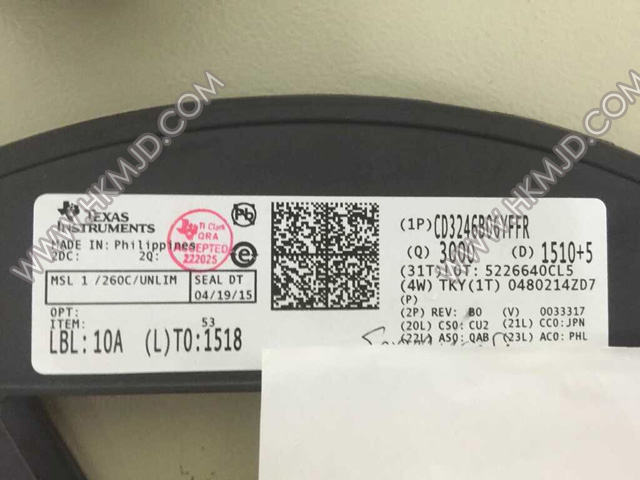 WWW.HKMJD.COM
WWW.HKMJD.COM
WWW.HKMJD.COM
TEXAS
INSTRUMENTS
MADE IN: Philippines
2DC: 2Q:
TI Clark
QRA
ACCEPTED
222025
Pb
e
MSL 1 /260C/UNLIM
SEAL DT
04/19/15
OPT:
ITEM: 53
LBL: 10A (L)TO:1518
(1P)CD3246B06YFFR
(Q) 3000 (D) 1510+5
(31T)LOT: 5226640CL5
(4W) TKY(1T) 0480214ZD7
(P)
(2P) REV: B0 (V) 0033317
(20L) CSO: CU2 (21L) CCO:JPN
(22L) ASO: QAB (23L) ACO: PHL